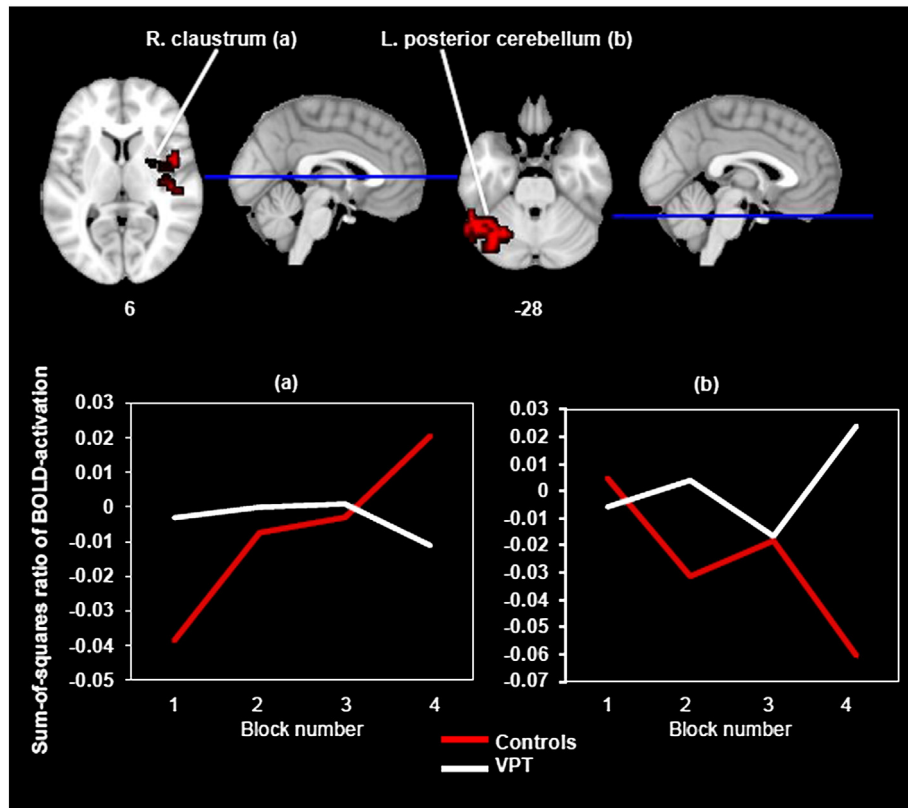 R. claustrum (a)
L. posterior cerebellum (b)
6
-28
Sum-of-squares ratio of BOLD-activation
(a)
0.03
0.02
0.01
0
-0.01
-0.02
-0.03
-0.04
-0.05
1 2 3 4
Block number
(b)
0.03
0.02
0.01
0
-0.01
-0.02
-0.03
-0.04
-0.05
-0.06
-0.07
1 2 3 4
Block number
Controls
VPT